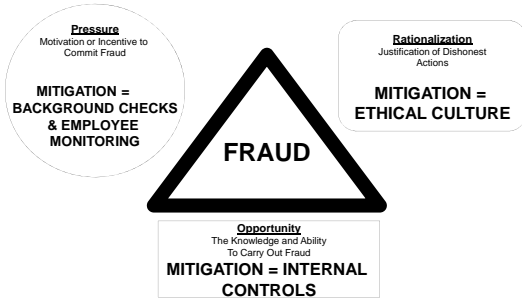 Pressure
Motivation or Incentive to
Commit Fraud
MITIGATION =
BACKGROUND CHECKS
& EMPLOYEE
MONITORING
Rationalization
Justification of Dishonest
Actions
MITIGATION =
ETHICAL CULTURE
FRAUD
Opportunity
The Knowledge and Ability
To Carry Out Fraud
MITIGATION = INTERNAL
CONTROLS